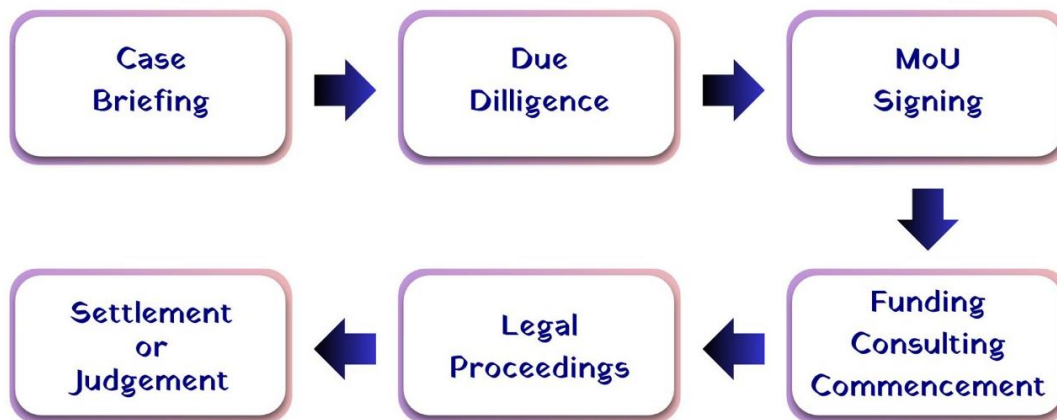 Case
Briefing
Due
Dilligence
MoU
Signing
Funding
Consulting
Commencement
Legal
Proceedings
Settlement
or
Judgement